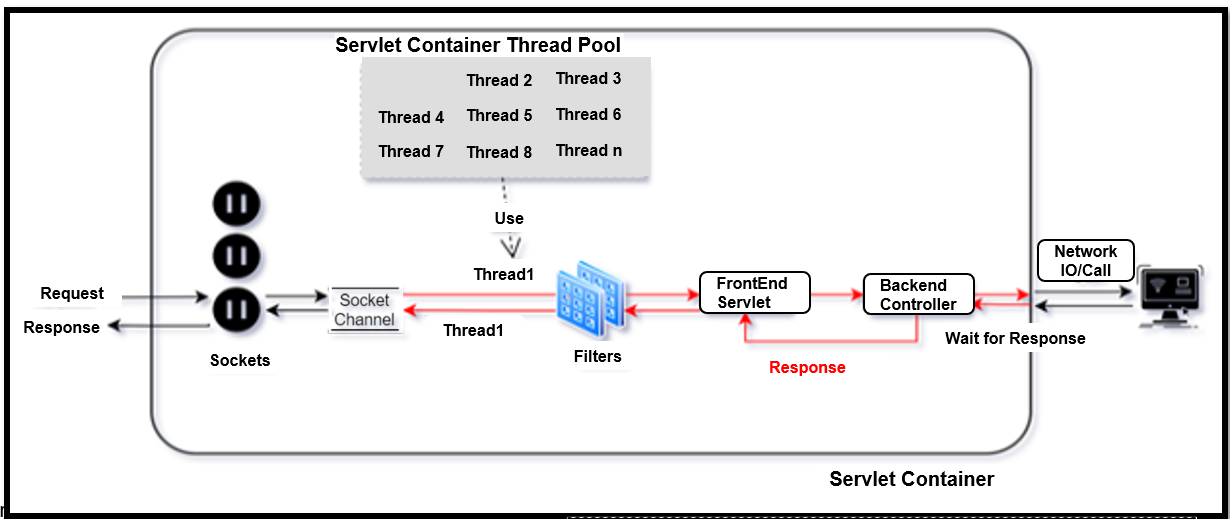 Servlet Container Thread Pool
Thread 2
Thread 3
Thread 4
Thread 5
Thread 6
Thread 7
Thread 8
Thread n
Use
Thread1
Network
IO/Call
Request
Response
Socket
Channel
Thread1
FrontEnd
Servlet
Backend
Controller
Wait for Response
Sockets
Filters
Response
Servlet Container